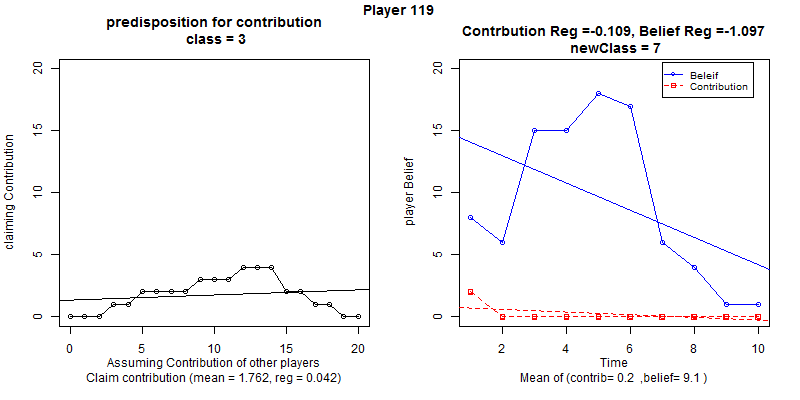 Player 119
predisposition for contribution
class = 3
claiming Contribution
20
15
10
5
0
0 5 10 15 20
Assuming Contribution of other players
Claim contribution (mean = 1.762, reg = 0.042)
Contrbution Reg =-0.109, Belief Reg =-1.097
newClass = 7
player Belief
20
15
10
5
0
Beleif
Contribution
2 4 6 8 10
Time
Mean of (contrib= 0.2 ,belief= 9.1 )